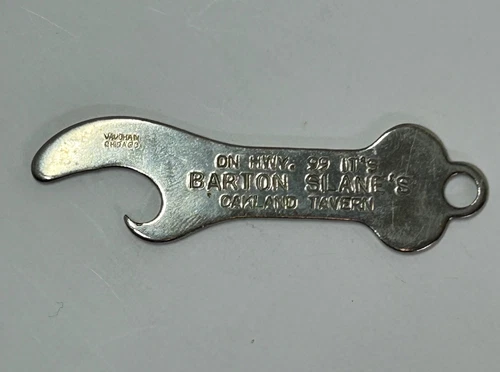 VAUGHAN
CHICAGO
ON HWY. 99 IT'S
BARTON SLANE'S
OAKLAND TAVERN